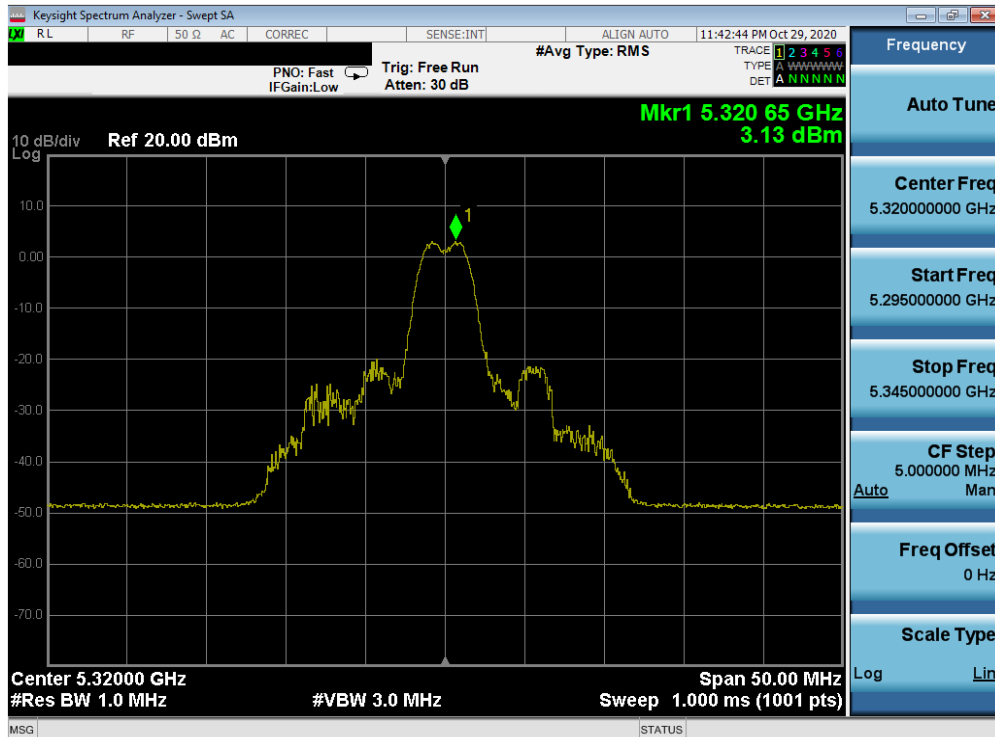 Keysight Spectrum Analyzer - Swept SA
LXI RL RF 50 Ω AC CORREC SENSE:INT ALIGN AUTO 11:42:44 PM Oct 29, 2020
#Avg Type: RMS
TRACE 1 2 3 4 5 6
TYPE A WWWWW
DET A N N N N N
PNO: Fast
IFGain:Low
Trig: Free Run
Atten: 30 dB
Mkr1 5.320 65 GHz
3.13 dBm
10 dB/div
Log
Ref 20.00 dBm
1
10.0
0.00
-10.0
-20.0
-30.0
-40.0
-50.0
-60.0
-70.0
Center 5.32000 GHz
Span 50.00 MHz
#Res BW 1.0 MHz
#VBW 3.0 MHz
Sweep 1.000 ms (1001 pts)
MSG
STATUS
Frequency
Auto Tune
Center Freq
5.320000000 GHz
Start Freq
5.295000000 GHz
Stop Freq
5.345000000 GHz
CF Step
5.000000 MHz
Auto Man
Freq Offset
0 Hz
Scale Type
Log Lin